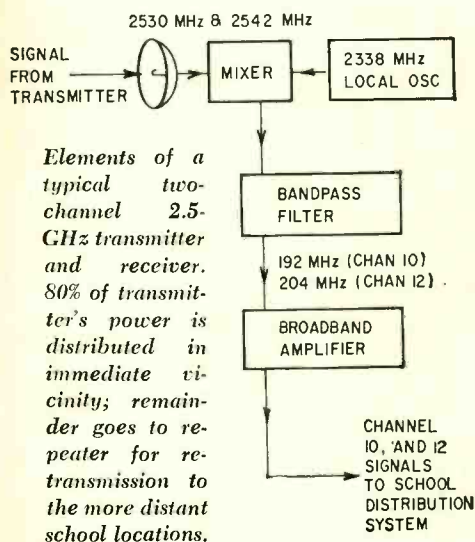 2530 MHz & 2542 MHz
SIGNAL
FROM
TRANSMITTER
MIXER
2338 MHz
LOCAL OSC
Elements of a
typical two-
channel 2.5-
GHz transmitter
and receiver.
80% of transmit-
ter's power is
distributed in
immediate vi-
cinity; remain-
der goes to re-
peater for re-
transmission to
the more distant
school locations.
BANDPASS
FILTER
192 MHz (CHAN 10)
204 MHz (CHAN 12)
BROADBAND
AMPLIFIER
CHANNEL
10, AND 12
SIGNALS
TO SCHOOL
DISTRIBUTION
SYSTEM